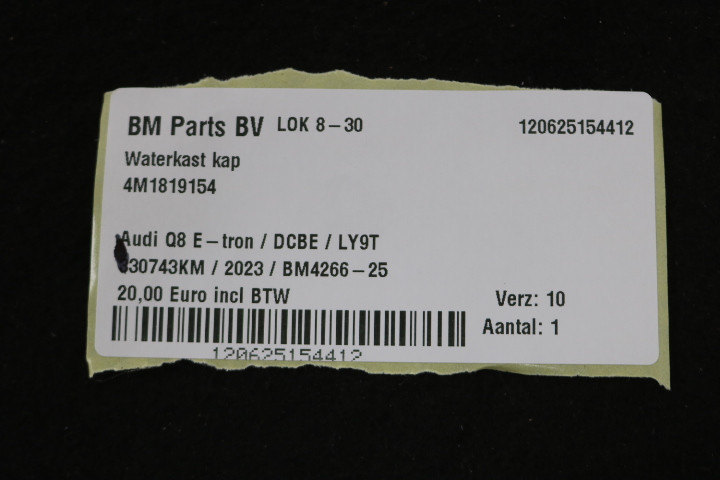 BM Parts BV LOK 8-30 120625154412
Waterkast kap
4M1819154
Audi Q8 E-tron / DCBE / LY9T
30743KM / 2023 / BM4266-25
20,00 Euro incl BTW Verz: 10
Aantal: 1
120625154412